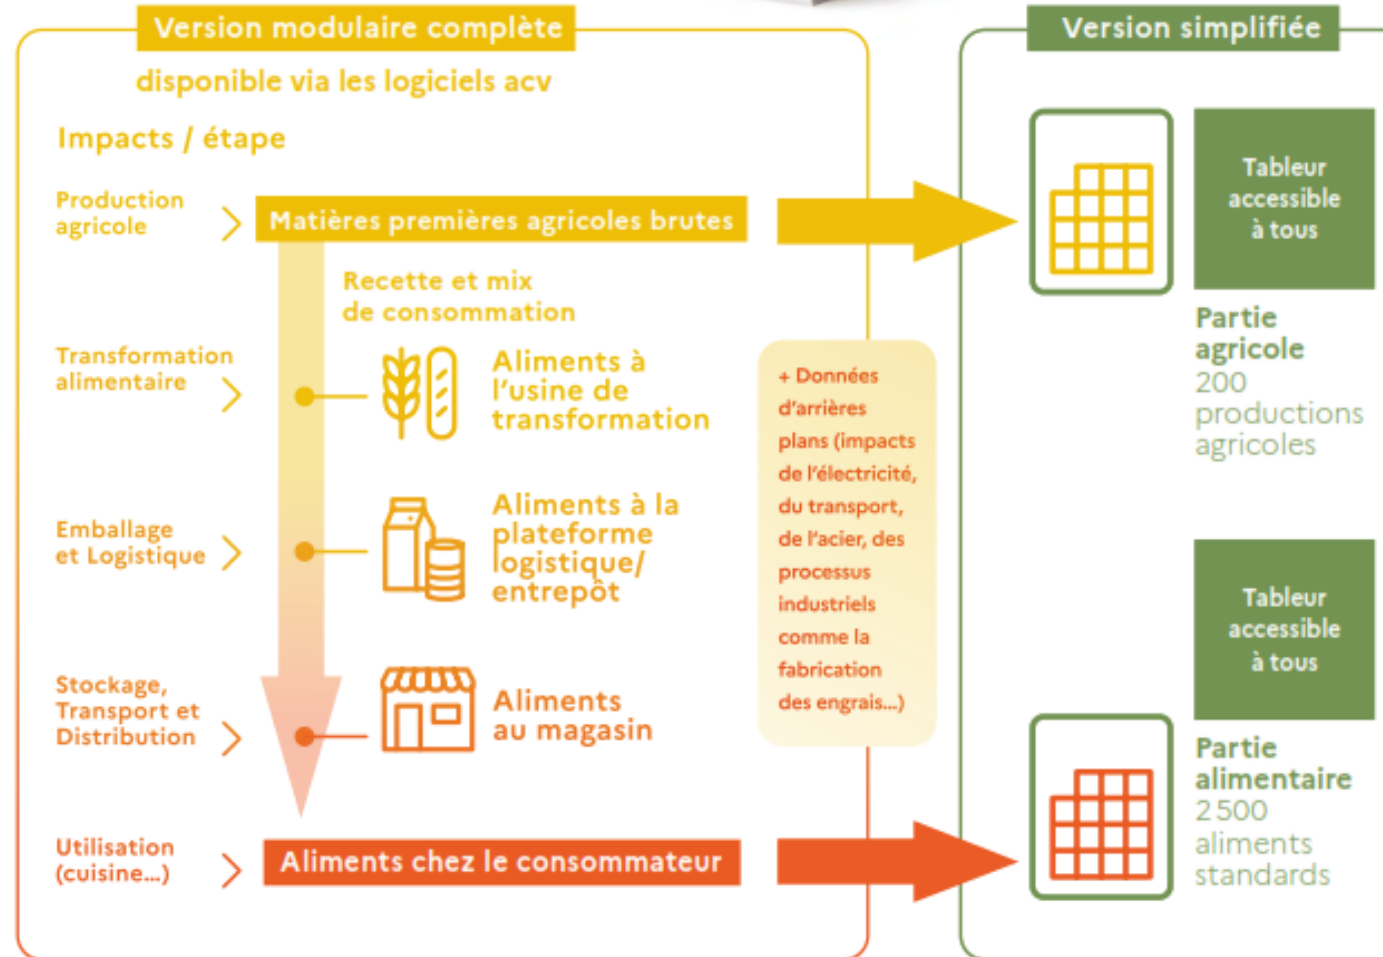 Version modulaire complète
disponible via les logiciels acv
Impacts / étape
Production
agricole
Matières premières agricoles brutes
Recette et mix
de consommation
Transformation
alimentaire
Aliments à
l'usine de
transformation
Emballage
et Logistique
Aliments à la
plateforme
logistique/
entrepôt
Stockage,
Transport et
Distribution
Aliments
au magasin
Utilisation
(cuisine...)
Aliments chez le consommateur
+ Données
d'arrières
plans (impacts
de l'électricité,
du transport,
de l'acier, des
processus
industriels
comme la
fabrication
des engrais...)
Version simplifiée
Tableur
accessible
à tous
Partie
agricole
200
productions
agricoles
Tableur
accessible
à tous
Partie
alimentaire
2 500
aliments
standards